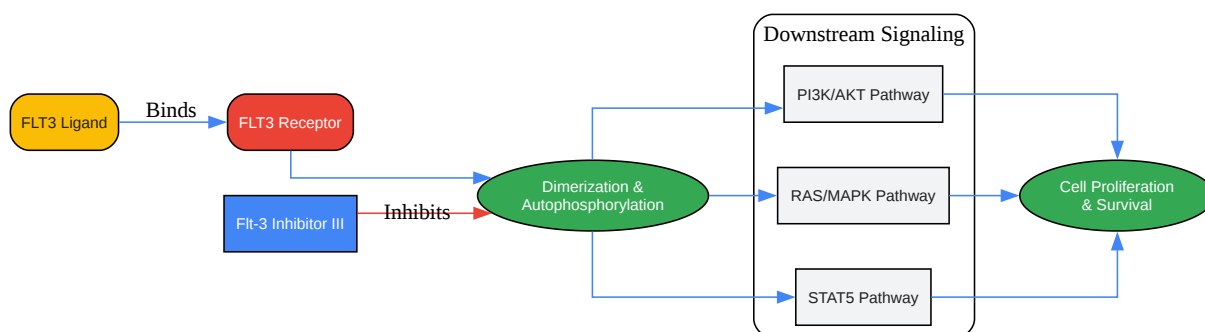 Downstream Signaling
PI3K/AKT Pathway
Binds
FLT3 Ligand
FLT3 Receptor
Dimerization &
Autophosphorylation
RAS/MAPK Pathway
Cell Proliferation
& Survival
Flt-3 Inhibitor III
Inhibits
STAT5 Pathway